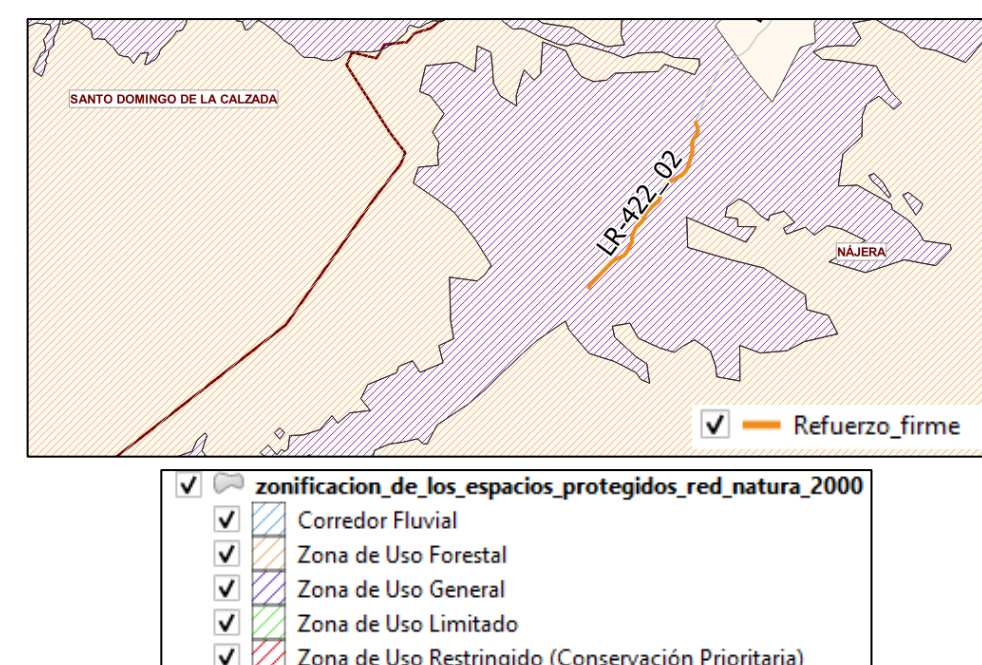 SANTO DOMINGO DE LA CALZADA
LR-422_02
NÁJERA
Refuerzo_firme
zonificacion_de_los_espacios_protegidos_red_natura_2000
Corredor Fluvial
Zona de Uso Forestal
Zona de Uso General
Zona de Uso Limitado
Zona de Uso Restringido (Conservación Prioritaria)